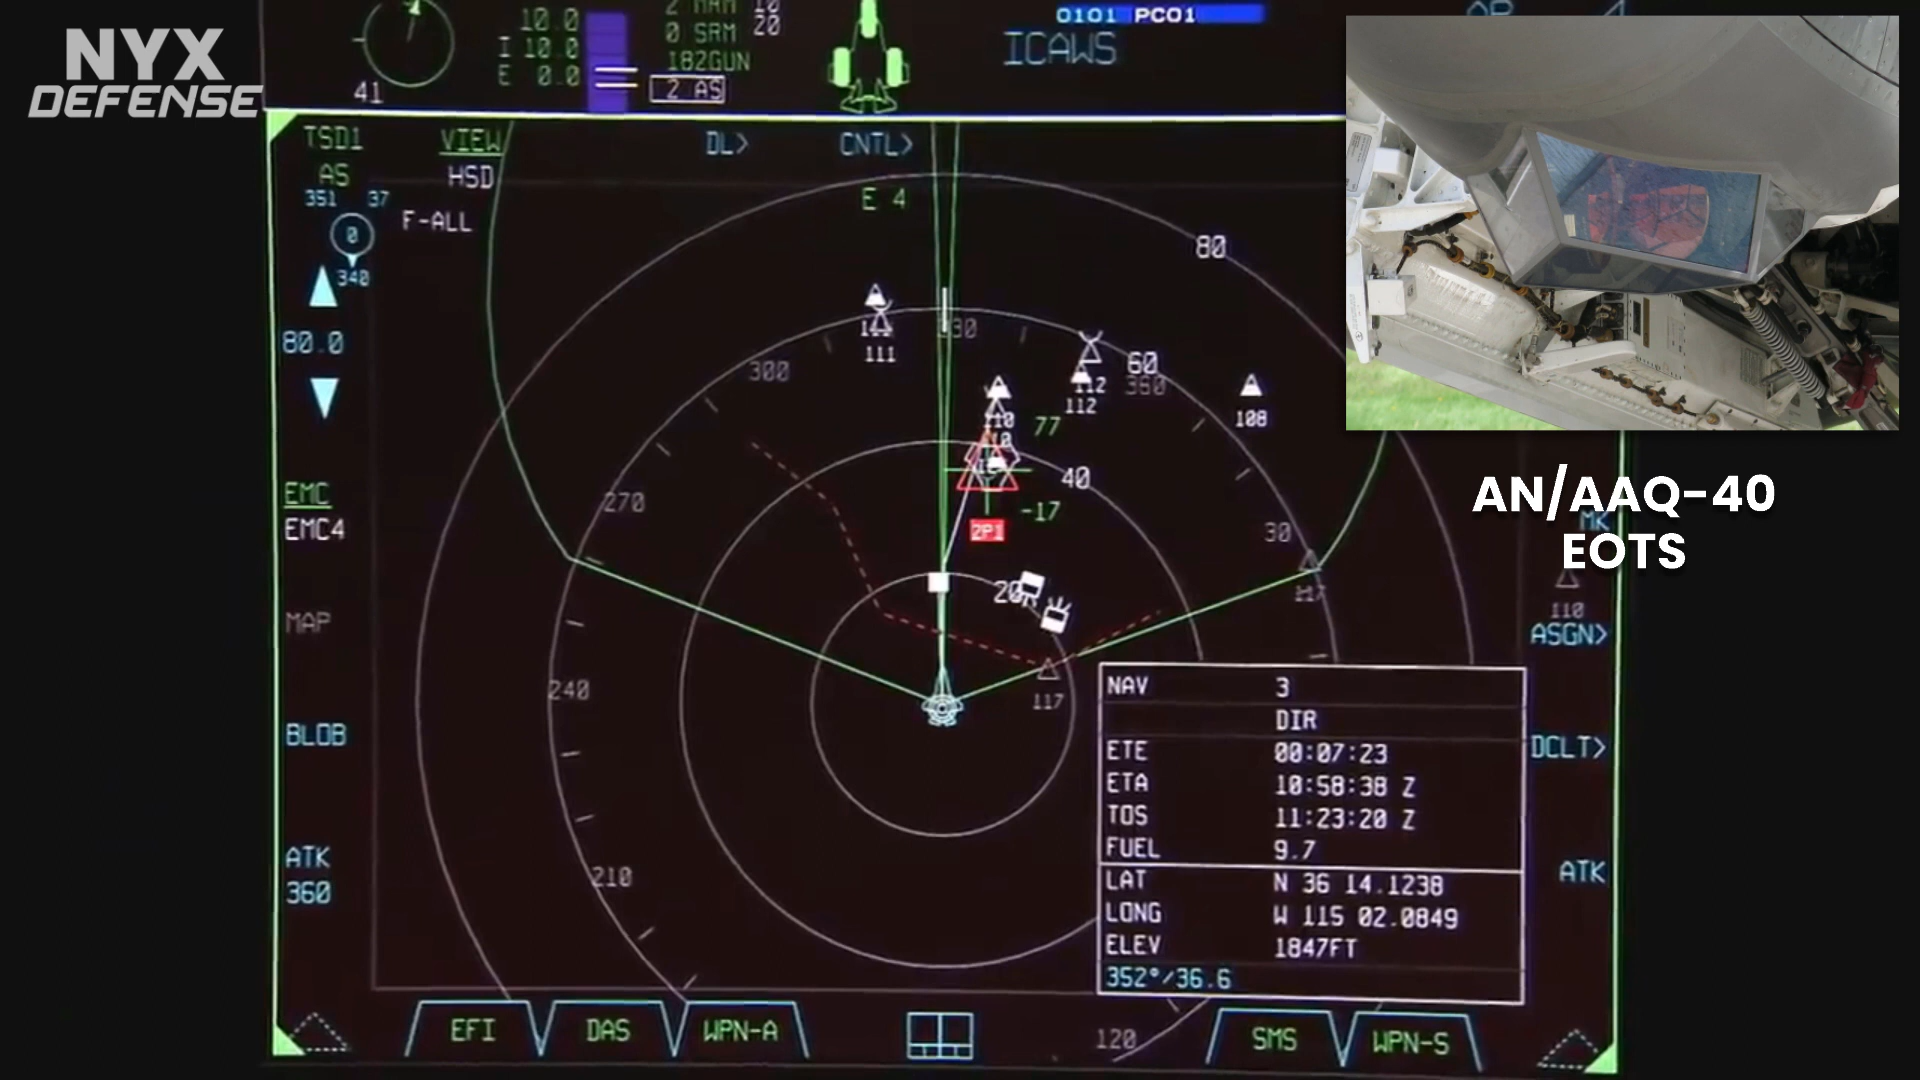 NYX
DEFENSE
41
10.0
I 10.0
E 0.0
0 SRM 20
182GUN
2 AS
0101 PC01
ICAWS
TSD1
AS
351 37
0
340
VIEW
HSD
F-ALL
DL>
CNTL>
E 4
80
80.0
111
300
330
60
360
112
112
108
110
77
40
-17
2P1
270
30
20
117
117
240
210
120
EMC
EMC4
MAP
BLOB
ATK
360
AN/AAQ-40
EOTS
MK
110
ASGN>
DCLT>
ATK
NAV 3
DIR
ETE 00:07:23
ETA 10:58:38 Z
TOS 11:23:20 Z
FUEL 9.7
LAT N 36 14.1238
LONG W 115 02.0849
ELEV 1847FT
352°/36.6
EFI
DAS
WPN-A
SMS
WPN-S